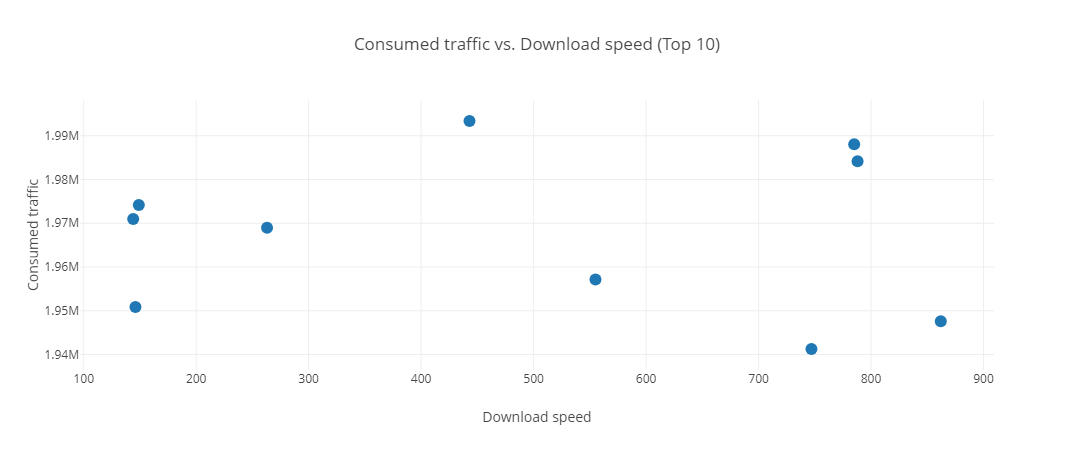 Consumed traffic vs. Download speed (Top 10)
Consumed traffic
1.99M
1.98M
1.97M
1.96M
1.95M
1.94M
100 200 300 400 500 600 700 800 900
Download speed